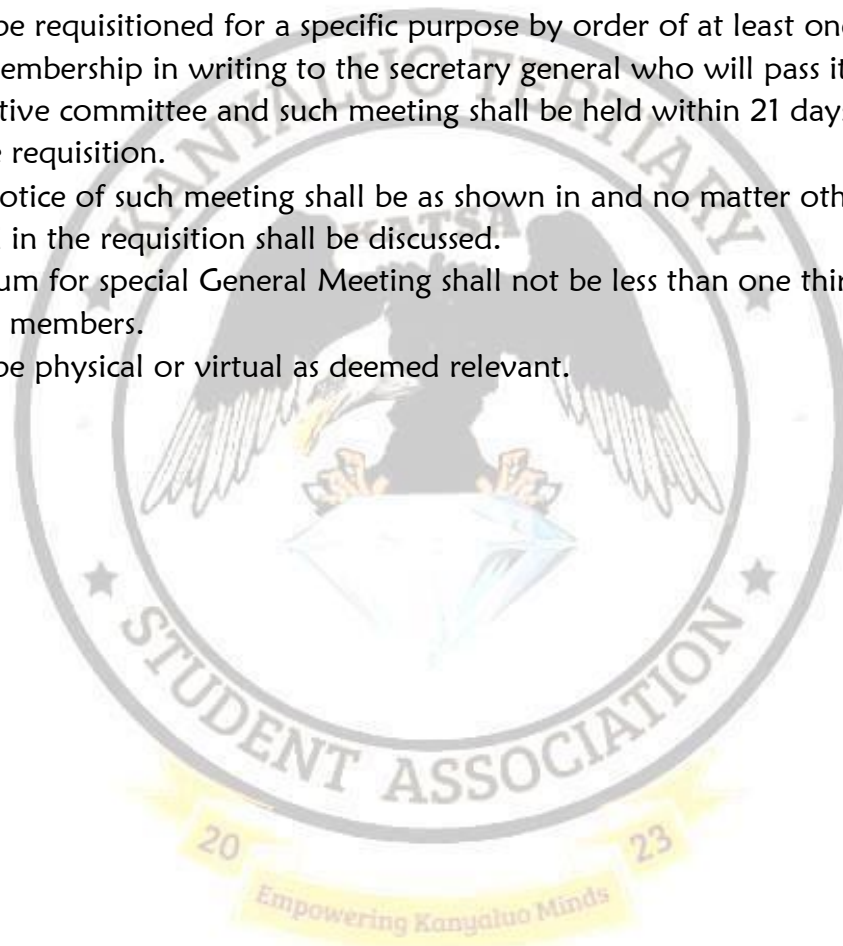 be requisitioned for a specific purpose by order of at least one
embership in writing to the secretary general who will pass it
tive committee and such meeting shall be held within 21 days
e requisition.
otice of such meeting shall be as shown in and no matter oth
in the requisition shall be discussed.
um for special General Meeting shall not be less than one thir
members.
be physical or virtual as deemed relevant.
KANYALUO TERTIARY
KATSA
STUDENT ASSOCIATION
20 23
Empowering Kanyaluo Minds